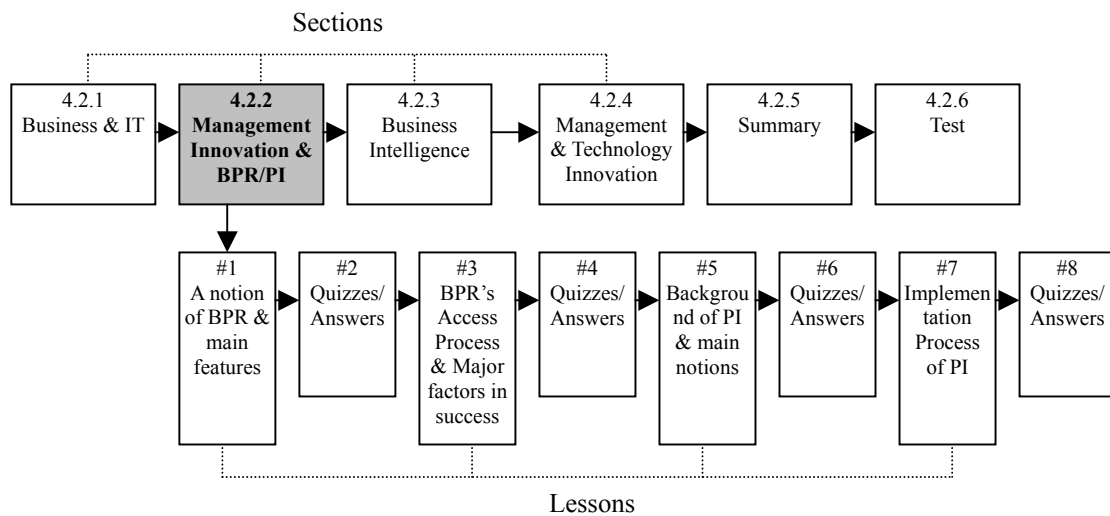 Sections
4.2.1
Business & IT
4.2.2
Management
Innovation &
BPR/PI
4.2.3
Business
Intelligence
4.2.4
Management
& Technology
Innovation
4.2.5
Summary
4.2.6
Test
#1
A notion
of BPR &
main
features
#2
Quizzes/
Answers
#3
BPR’s
Access
Process
& Major
factors in
success
#4
Quizzes/
Answers
#5
Backgrou
nd of PI
& main
notions
#6
Quizzes/
Answers
#7
Implemen
tation
Process
of PI
#8
Quizzes/
Answers
Lessons